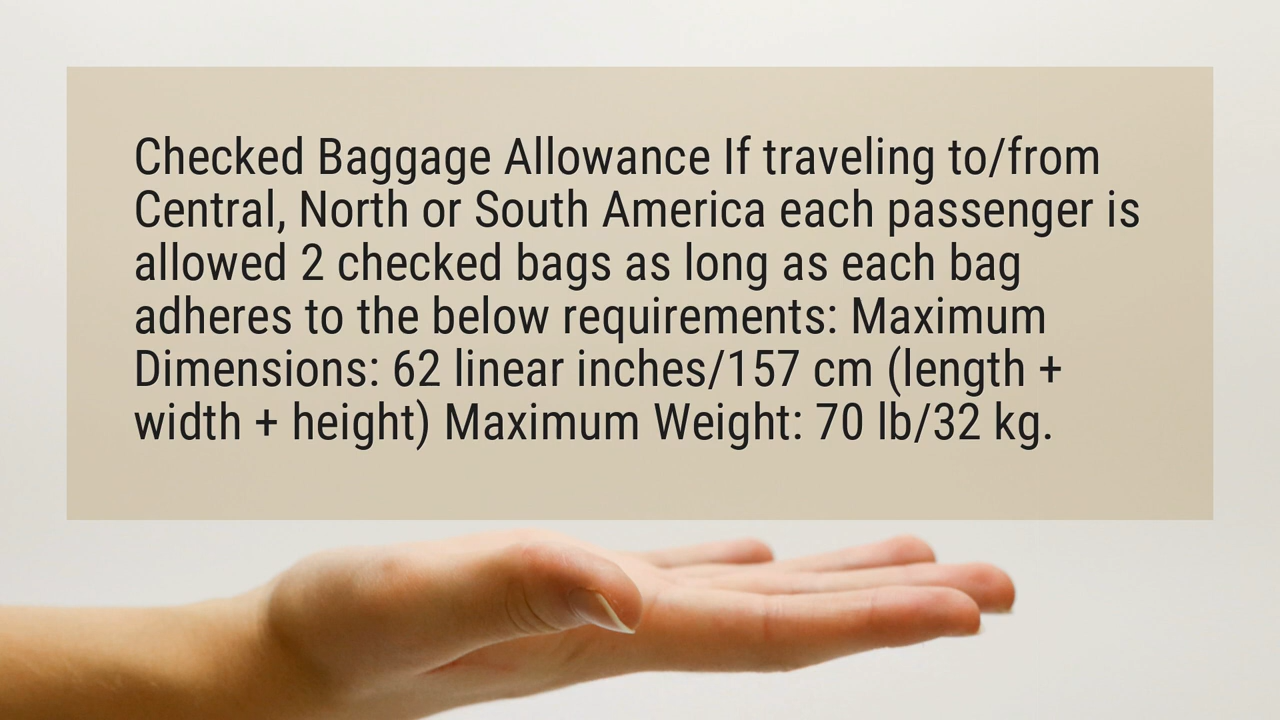 Checked Baggage Allowance If traveling to/from
Central, North or South America each passenger is
allowed 2 checked bags as long as each bag
adheres to the below requirements: Maximum
Dimensions: 62 linear inches/157 cm (length +
width + height) Maximum Weight: 70 lb/32 kg.